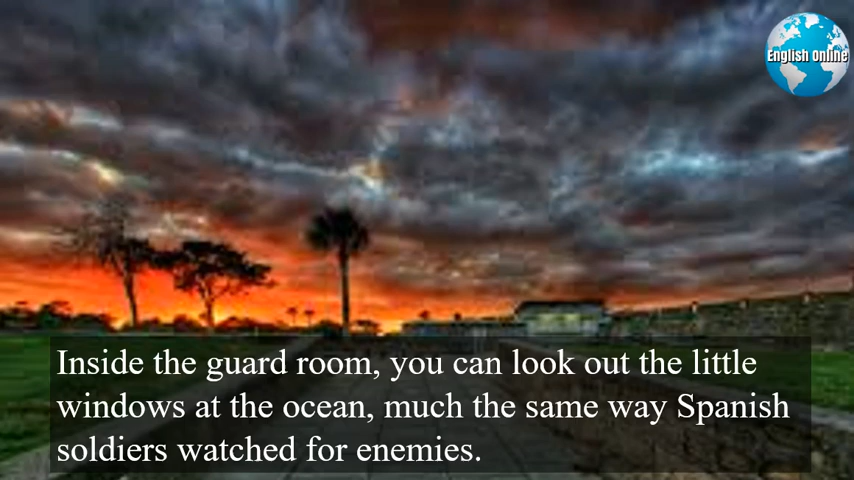 English Online
Inside the guard room, you can look out the little
windows at the ocean, much the same way Spanish
soldiers watched for enemies.